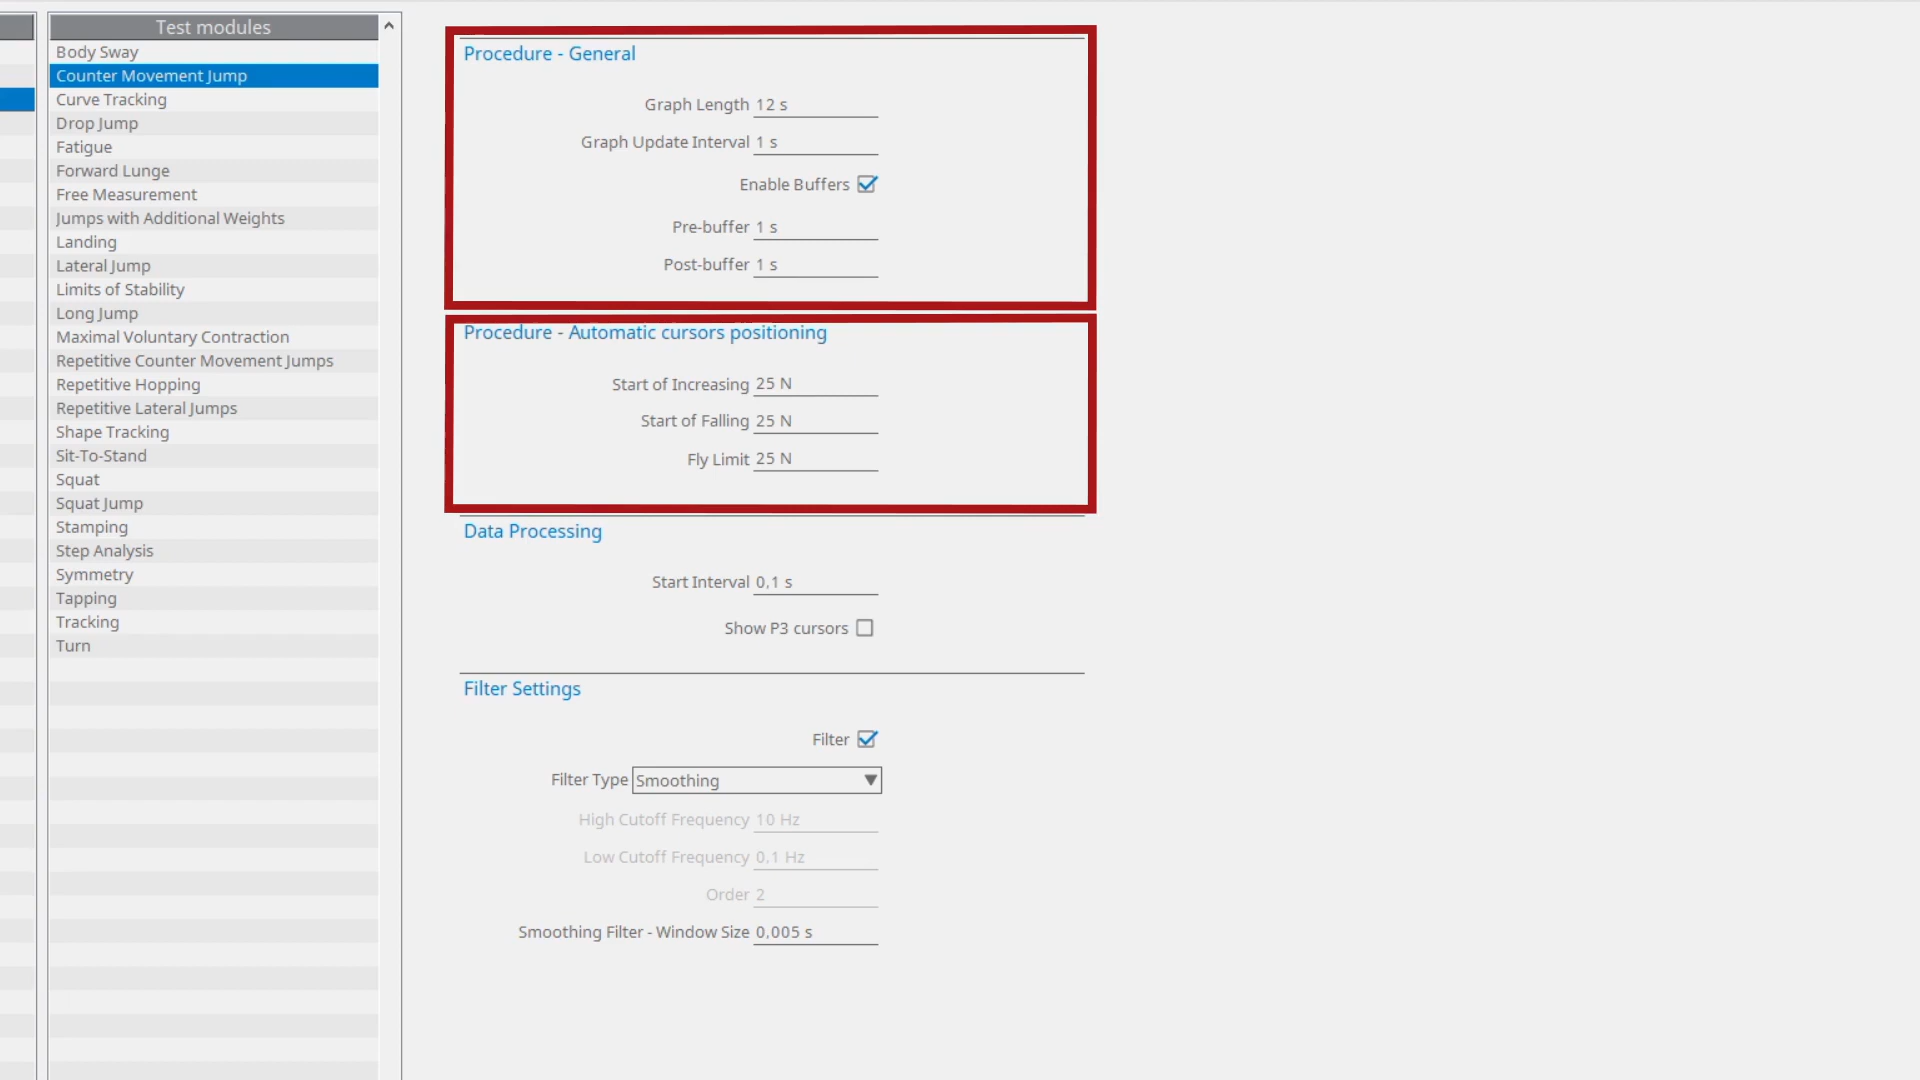 Test modules
Body Sway
Counter Movement Jump
Curve Tracking
Drop Jump
Fatigue
Forward Lunge
Free Measurement
Jumps with Additional Weights
Landing
Lateral Jump
Limits of Stability
Long Jump
Maximal Voluntary Contraction
Repetitive Counter Movement Jumps
Repetitive Hopping
Repetitive Lateral Jumps
Shape Tracking
Sit-To-Stand
Squat
Squat Jump
Stamping
Step Analysis
Symmetry
Tapping
Tracking
Turn
Procedure - General
Graph Length 12 s
Graph Update Interval 1 s
Enable Buffers
Pre-buffer 1 s
Post-buffer 1 s
Procedure - Automatic cursors positioning
Start of Increasing 25 N
Start of Falling 25 N
Fly Limit 25 N
Data Processing
Start Interval 0,1 s
Show P3 cursors
Filter Settings
Filter
Filter Type Smoothing
High Cutoff Frequency 10 Hz
Low Cutoff Frequency 0,1 Hz
Order 2
Smoothing Filter - Window Size 0,005 s